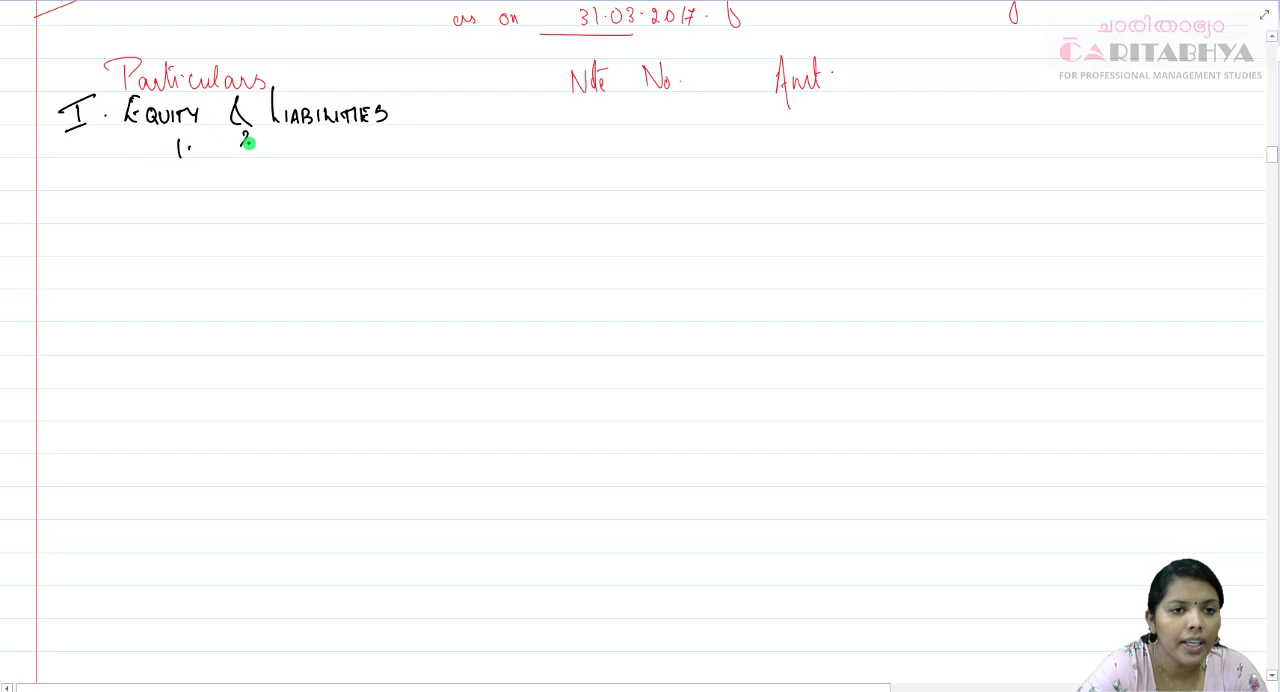 as on 31.03.2017.
ചാരിതാഭ്യാ
CARITABHYA
FOR PROFESSIONAL MANAGEMENT STUDIES
Particulars Note No. Amt.
I. EQUITY & LIABILITIES
1.